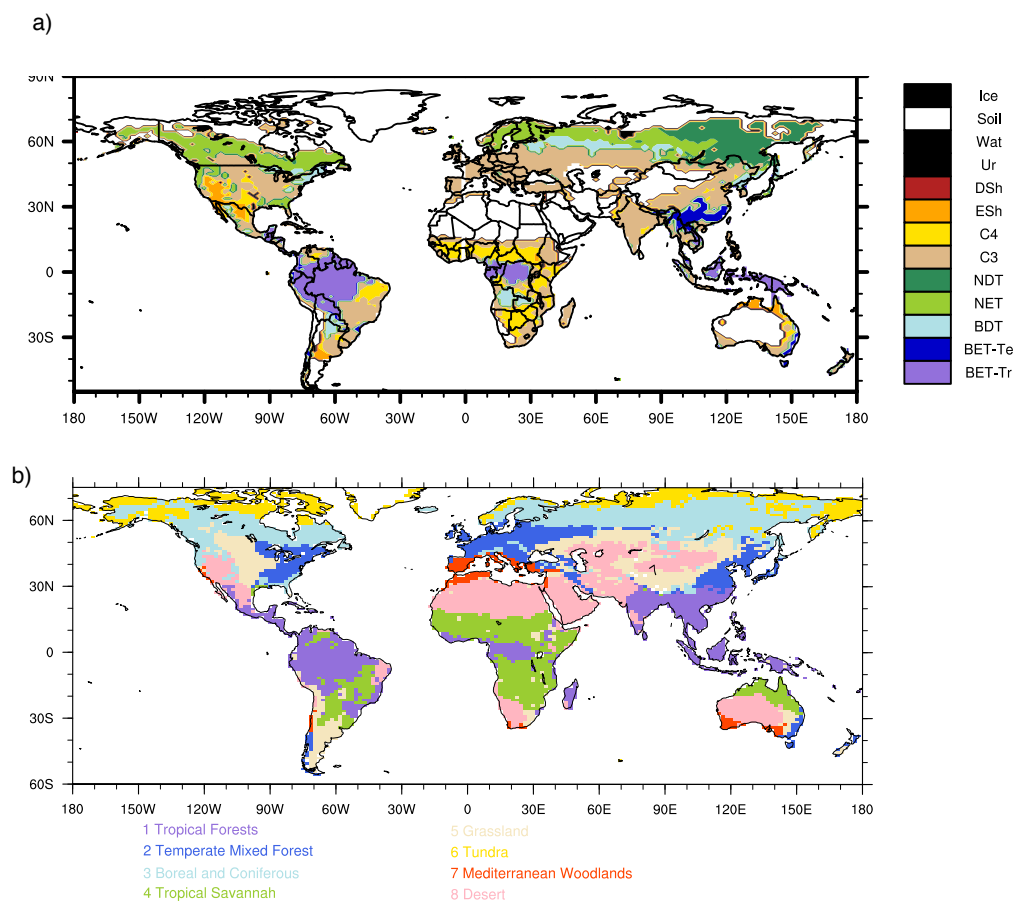 a)
90N
60N
30N
0
30S
180 150W 120W 90W 60W 30W 0 30E 60E 90E 120E 150E 180
Ice
Soil
Wat
Ur
DSh
ESh
C4
C3
NDT
NET
BDT
BET-Te
BET-Tr
b)
60N
30N
0
30S
60S
180 150W 120W 90W 60W 30W 0 30E 60E 90E 120E 150E 180
1 Tropical Forests
2 Temperate Mixed Forest
3 Boreal and Coniferous
4 Tropical Savannah
5 Grassland
6 Tundra
7 Mediterranean Woodlands
8 Desert